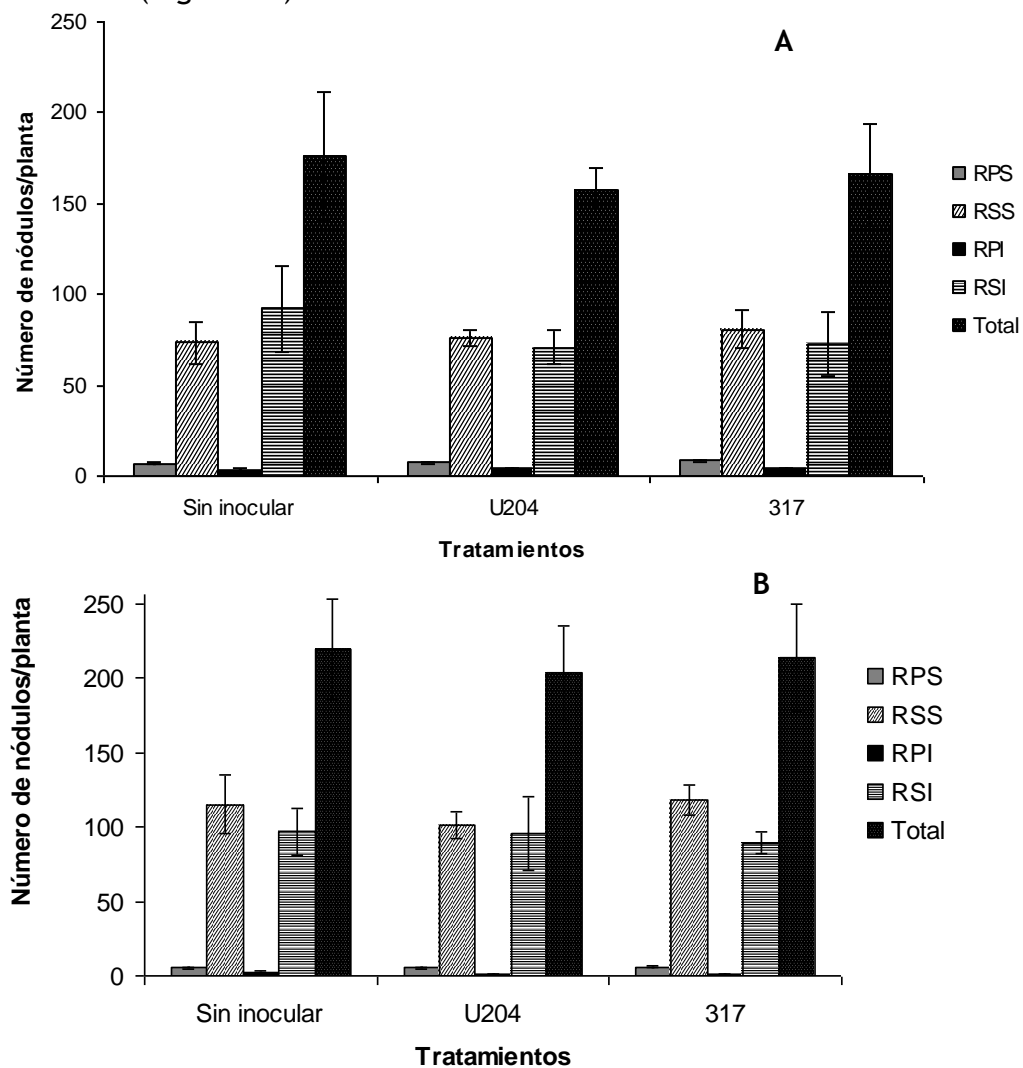 A
Número de nódulos/planta
250
200
150
100
50
0
Sin inocular U204 317
Tratamientos
RPS
RSS
RPI
RSI
Total
B
Número de nódulos/planta
250
200
150
100
50
0
Sin inocular U204 317
Tratamientos
RPS
RSS
RPI
RSI
Total